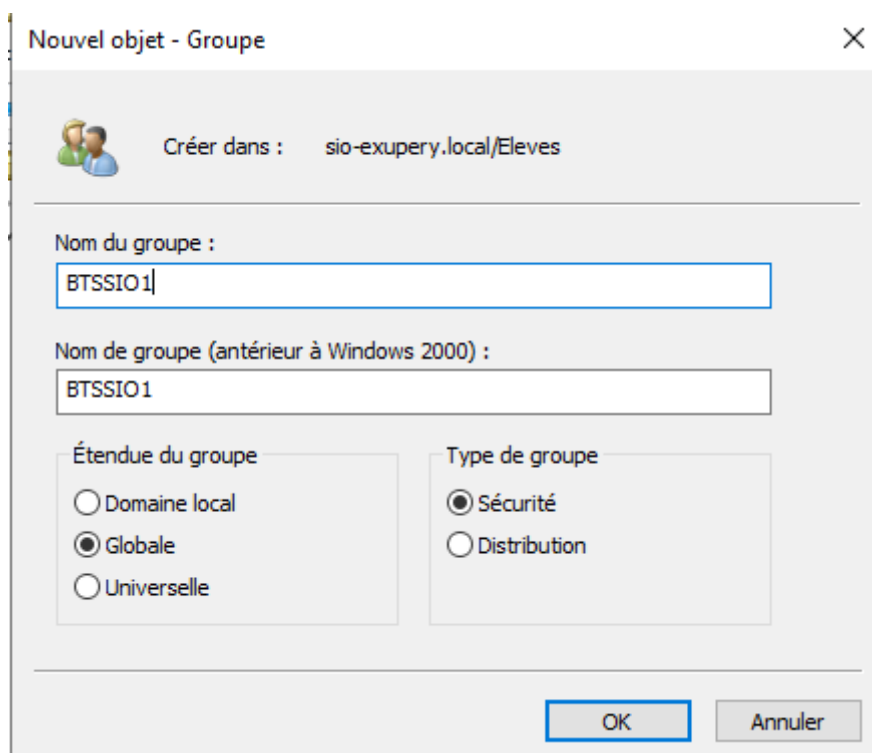 Nouvel objet - Groupe
Créer dans : sio-exupery.local/Eleves
Nom du groupe :
BTSSIO1
Nom de groupe (antérieur à Windows 2000) :
BTSSIO1
Étendue du groupe
Domaine local
Globale
Universelle
Type de groupe
Sécurité
Distribution
OK Annuler